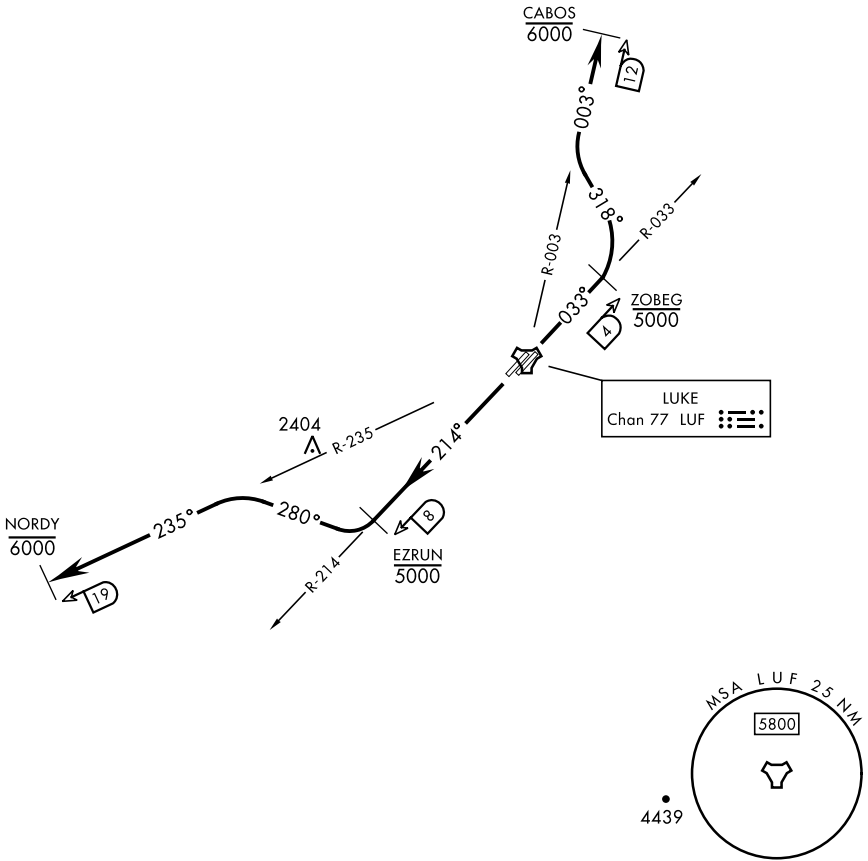 CABOS
6000
12
003°
318°
R-003
R-033
033°
ZOBEG
5000
4
LUKE
Chan 77 LUF
2404
R-235
214°
NORDY
6000
235°
280°
8
EZRUN
5000
19
R-214
MSA LUF 25 NM
5800
4439